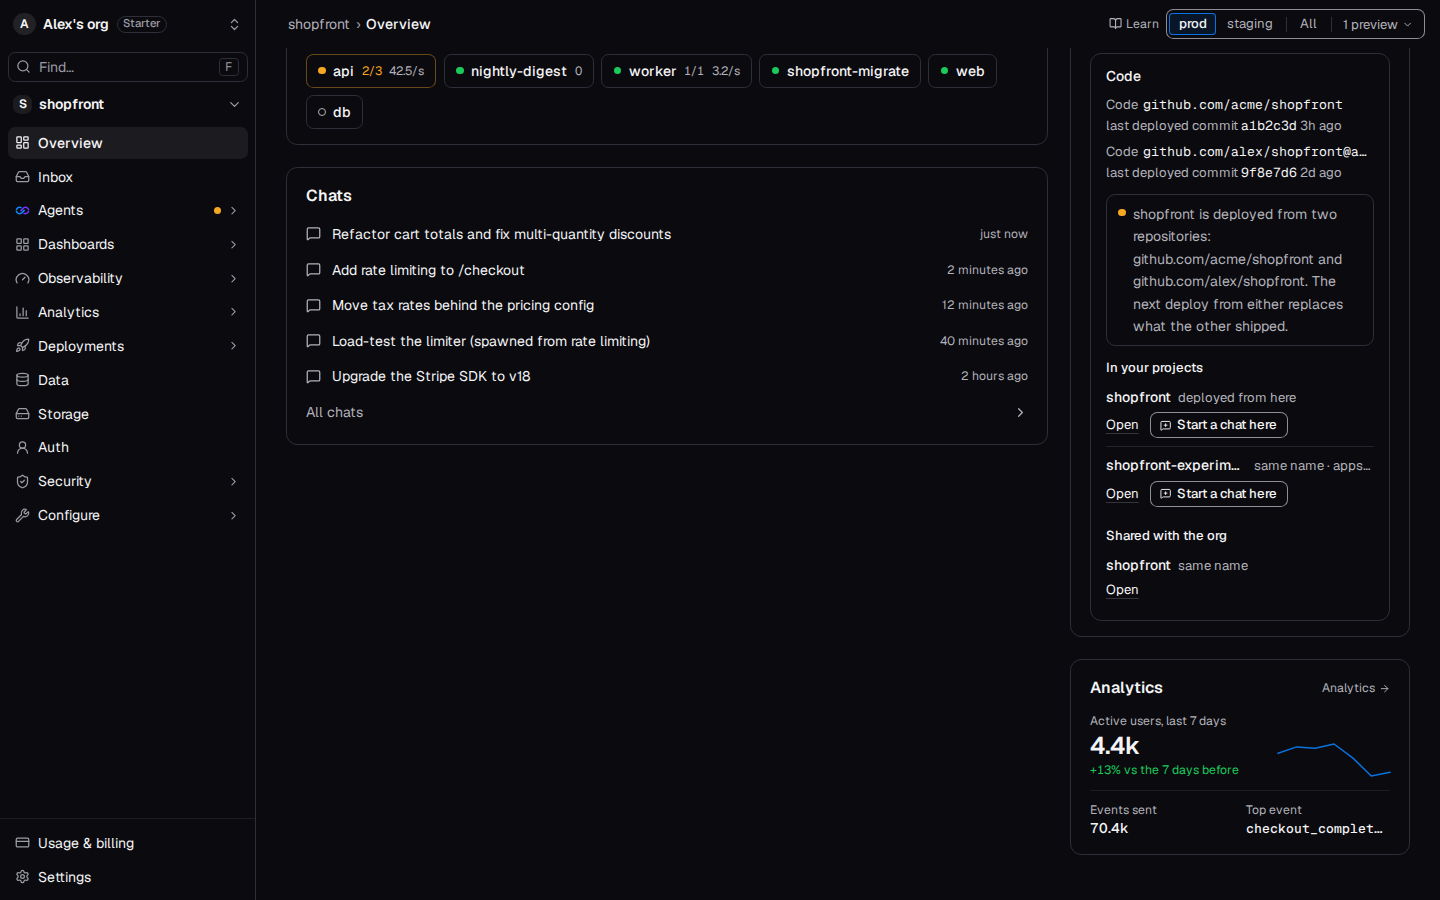 A Alex's org Starter
Find... F
S shopfront
Overview
Inbox
Agents
Dashboards
Observability
Analytics
Deployments
Data
Storage
Auth
Security
Configure
Usage & billing
Settings
shopfront › Overview
Learn prod staging All 1 preview
api 2/3 42.5/s nightly-digest 0 worker 1/1 3.2/s shopfront-migrate web
db
Chats
Refactor cart totals and fix multi-quantity discounts just now
Add rate limiting to /checkout 2 minutes ago
Move tax rates behind the pricing config 12 minutes ago
Load-test the limiter (spawned from rate limiting) 40 minutes ago
Upgrade the Stripe SDK to v18 2 hours ago
All chats
Code
Code github.com/acme/shopfront
last deployed commit a1b2c3d 3h ago
Code github.com/alex/shopfront@a…
last deployed commit 9f8e7d6 2d ago
shopfront is deployed from two
repositories:
github.com/acme/shopfront and
github.com/alex/shopfront. The
next deploy from either replaces
what the other shipped.
In your projects
shopfront deployed from here
Open Start a chat here
shopfront-experim… same name · apps…
Open Start a chat here
Shared with the org
shopfront same name
Open
Analytics Analytics →
Active users, last 7 days
4.4k
+13% vs the 7 days before
Events sent Top event
70.4k checkout_complet…